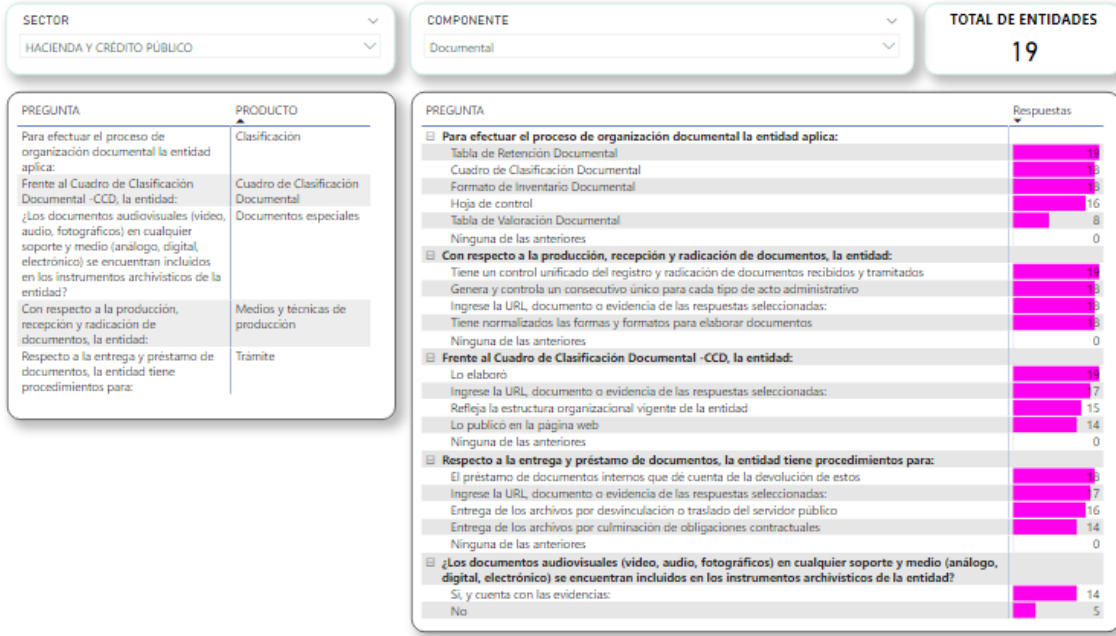 SECTOR
HACIENDA Y CRÉDITO PÚBLICO
COMPONENTE
Documental
TOTAL DE ENTIDADES
19
PREGUNTA PRODUCTO
Para efectuar el proceso de Clasificación
organización documental la entidad
aplica:
Frente al Cuadro de Clasificación Cuadro de Clasificación
Documental -CCD, la entidad: Documental
¿Los documentos audiovisuales (video, Documentos especiales
audio, fotográficos) en cualquier
soporte y medio (análogo, digital,
electrónico) se encuentran incluidos
en los instrumentos archivísticos de la
entidad?
Con respecto a la producción, Medios y técnicas de
recepción y radicación de producción
documentos, la entidad:
Respecto a la entrega y préstamo de Trámite
documentos, la entidad tiene
procedimientos para:
PREGUNTA Respuestas
Para efectuar el proceso de organización documental la entidad aplica:
Tabla de Retención Documental 19
Cuadro de Clasificación Documental 18
Formato de Inventario Documental 18
Hoja de control 16
Tabla de Valoración Documental 8
Ninguna de las anteriores 0
Con respecto a la producción, recepción y radicación de documentos, la entidad:
Tiene un control unificado del registro y radicación de documentos recibidos y tramitados 19
Genera y controla un consecutivo único para cada tipo de acto administrativo 18
Ingrese la URL, documento o evidencia de las respuestas seleccionadas: 18
Tiene normalizados las formas y formatos para elaborar documentos 18
Ninguna de las anteriores 0
Frente al Cuadro de Clasificación Documental -CCD, la entidad:
Lo elaboró 19
Ingrese la URL, documento o evidencia de las respuestas seleccionadas: 17
Refleja la estructura organizacional vigente de la entidad 15
Lo publicó en la página web 14
Ninguna de las anteriores 0
Respecto a la entrega y préstamo de documentos, la entidad tiene procedimientos para:
El préstamo de documentos internos que dé cuenta de la devolución de estos 18
Ingrese la URL, documento o evidencia de las respuestas seleccionadas: 17
Entrega de los archivos por desvinculación o traslado del servidor público 16
Entrega de los archivos por culminación de obligaciones contractuales 14
Ninguna de las anteriores 0
¿Los documentos audiovisuales (video, audio, fotográficos) en cualquier soporte y medio (análogo,
digital, electrónico) se encuentran incluidos en los instrumentos archivísticos de la entidad?
Si, y cuenta con las evidencias: 14
No 5